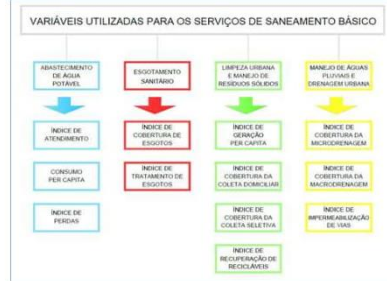 VARIÁVEIS UTILIZADAS PARA OS SERVIÇOS DE SANEAMENTO BÁSICO
ABASTECIMENTO
DE ÁGUA
POTÁVEL
ÍNDICE DE
ATENDIMENTO
CONSUMO
PER CAPITA
ÍNDICE DE
PERDAS
ESGOTAMENTO
SANITÁRIO
ÍNDICE DE
COBERTURA DE
ESGOTOS
ÍNDICE DE
TRATAMENTO DE
ESGOTOS
LIMPEZA URBANA
E MANEJO DE
RESÍDUOS SÓLIDOS
ÍNDICE DE
GERAÇÃO
PER CAPITA
ÍNDICE DE
COBERTURA DA
COLETA DOMICILIAR
ÍNDICE DE
COBERTURA DA
COLETA SELETIVA
ÍNDICE DE
RECUPERAÇÃO DE
RECICLÁVEIS
MANEJO DE ÁGUAS
PLUVIAIS E
DRENAGEM URBANA
ÍNDICE DE
COBERTURA DA
MICRODRENAGEM
ÍNDICE DE
COBERTURA DA
MACRODRENAGEM
ÍNDICE DE
IMPERMEABILIZAÇÃO
DE VIAS